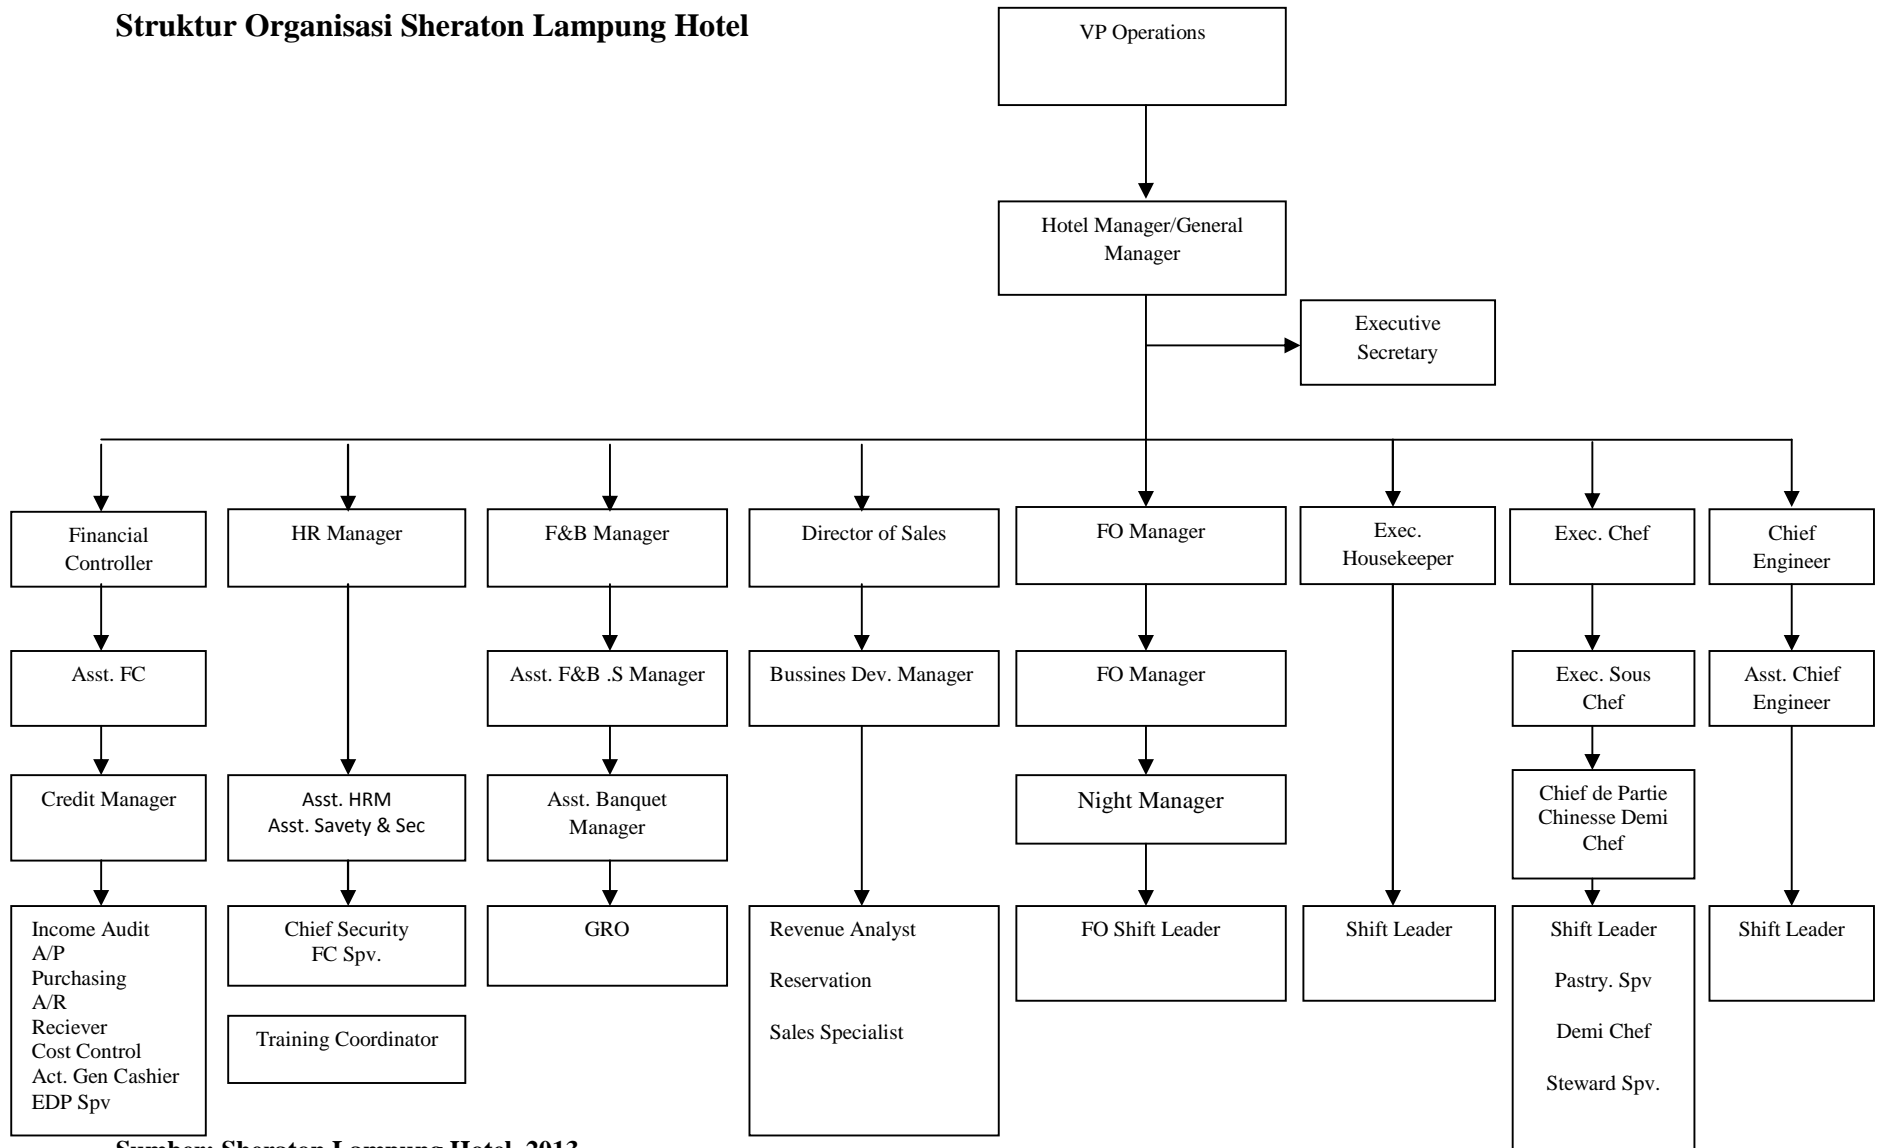 Struktur Organisasi Sheraton Lampung Hotel
VP Operations
Hotel Manager/General
Manager
Executive
Secretary
Financial
Controller
HR Manager
F&B Manager
Director of Sales
FO Manager
Exec.
Housekeeper
Exec. Chef
Chief
Engineer
Asst. FC
Asst. F&B .S Manager
Bussines Dev. Manager
FO Manager
Exec. Sous
Chef
Asst. Chief
Engineer
Credit Manager
Asst. HRM
Asst. Savety & Sec
Asst. Banquet
Manager
Night Manager
Chief de Partie
Chinesse Demi
Chef
Income Audit
A/P
Purchasing
A/R
Reciever
Cost Control
Act. Gen Cashier
EDP Spv
Chief Security
FC Spv.
Training Coordinator
GRO
Revenue Analyst
Reservation
Sales Specialist
FO Shift Leader
Shift Leader
Shift Leader
Pastry. Spv
Demi Chef
Steward Spv.
Shift Leader
Sumber: Sheraton Lampung Hotel, 2013